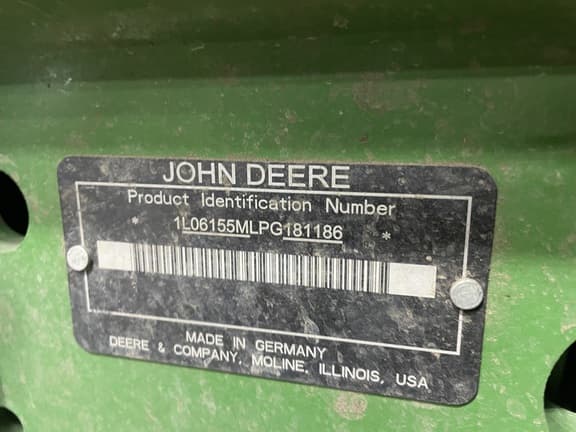 JOHN DEERE
Product Identification Number
* 1L06155MLPG181186 *
MADE IN GERMANY
DEERE & COMPANY, MOLINE, ILLINOIS, USA